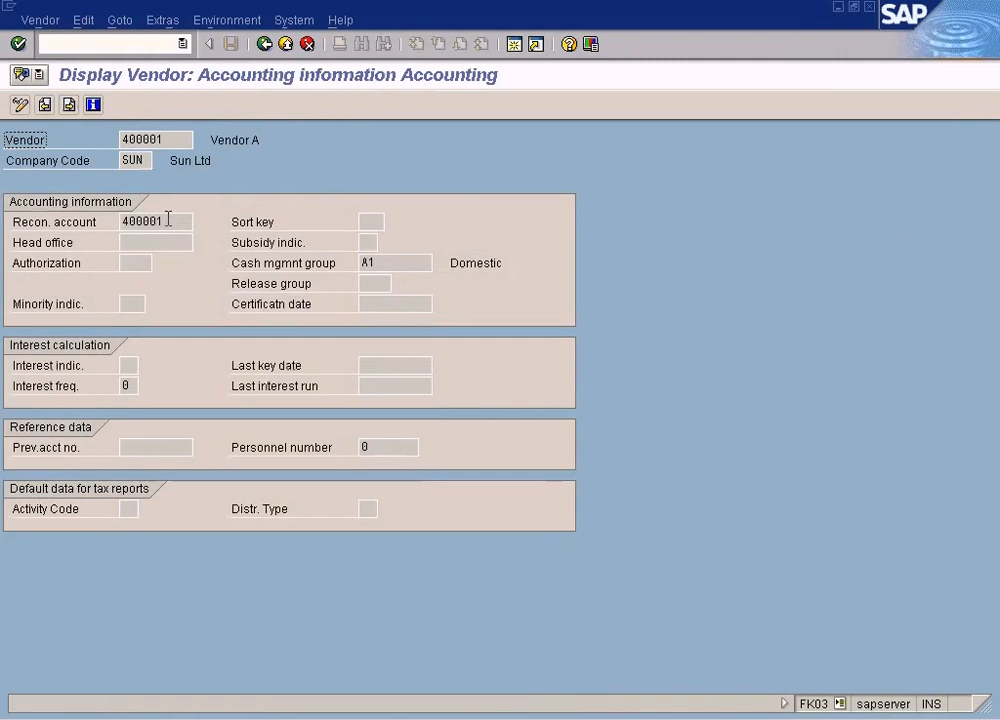 Vendor Edit Goto Extras Environment System Help
SAP
Display Vendor: Accounting information Accounting
Vendor 400001 Vendor A
Company Code SUN Sun Ltd
Accounting information
Recon. account 400001 Sort key
Head office Subsidy indic.
Authorization Cash mgmnt group A1 Domestic
Release group
Minority indic. Certificatn date
Interest calculation
Interest indic. Last key date
Interest freq. 0 Last interest run
Reference data
Prev.acct no. Personnel number 0
Default data for tax reports
Activity Code Distr. Type
FK03 sapserver INS